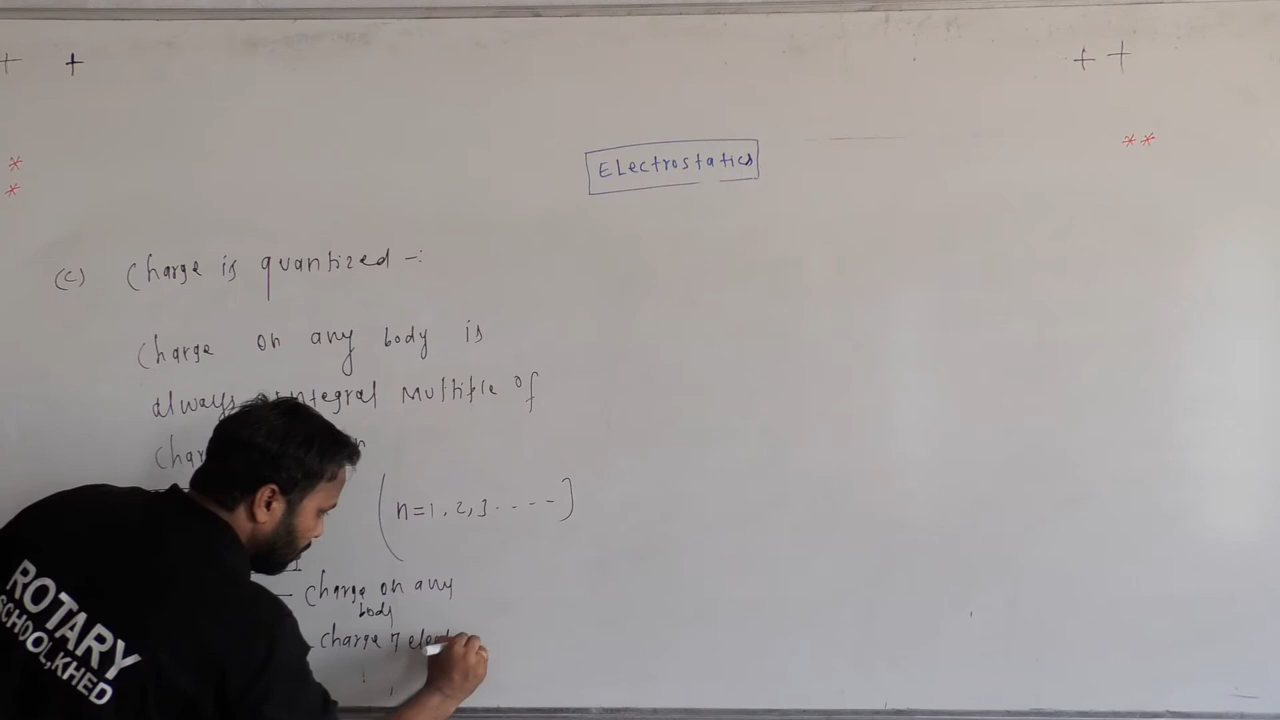 Electrostatics
(c) Charge is quantized -:
Charge on any body is
always integral multiple of
(n=1, 2, 3 - - - - )
— charge on any
body
charge of
ROTARY
SCHOOL, KHED